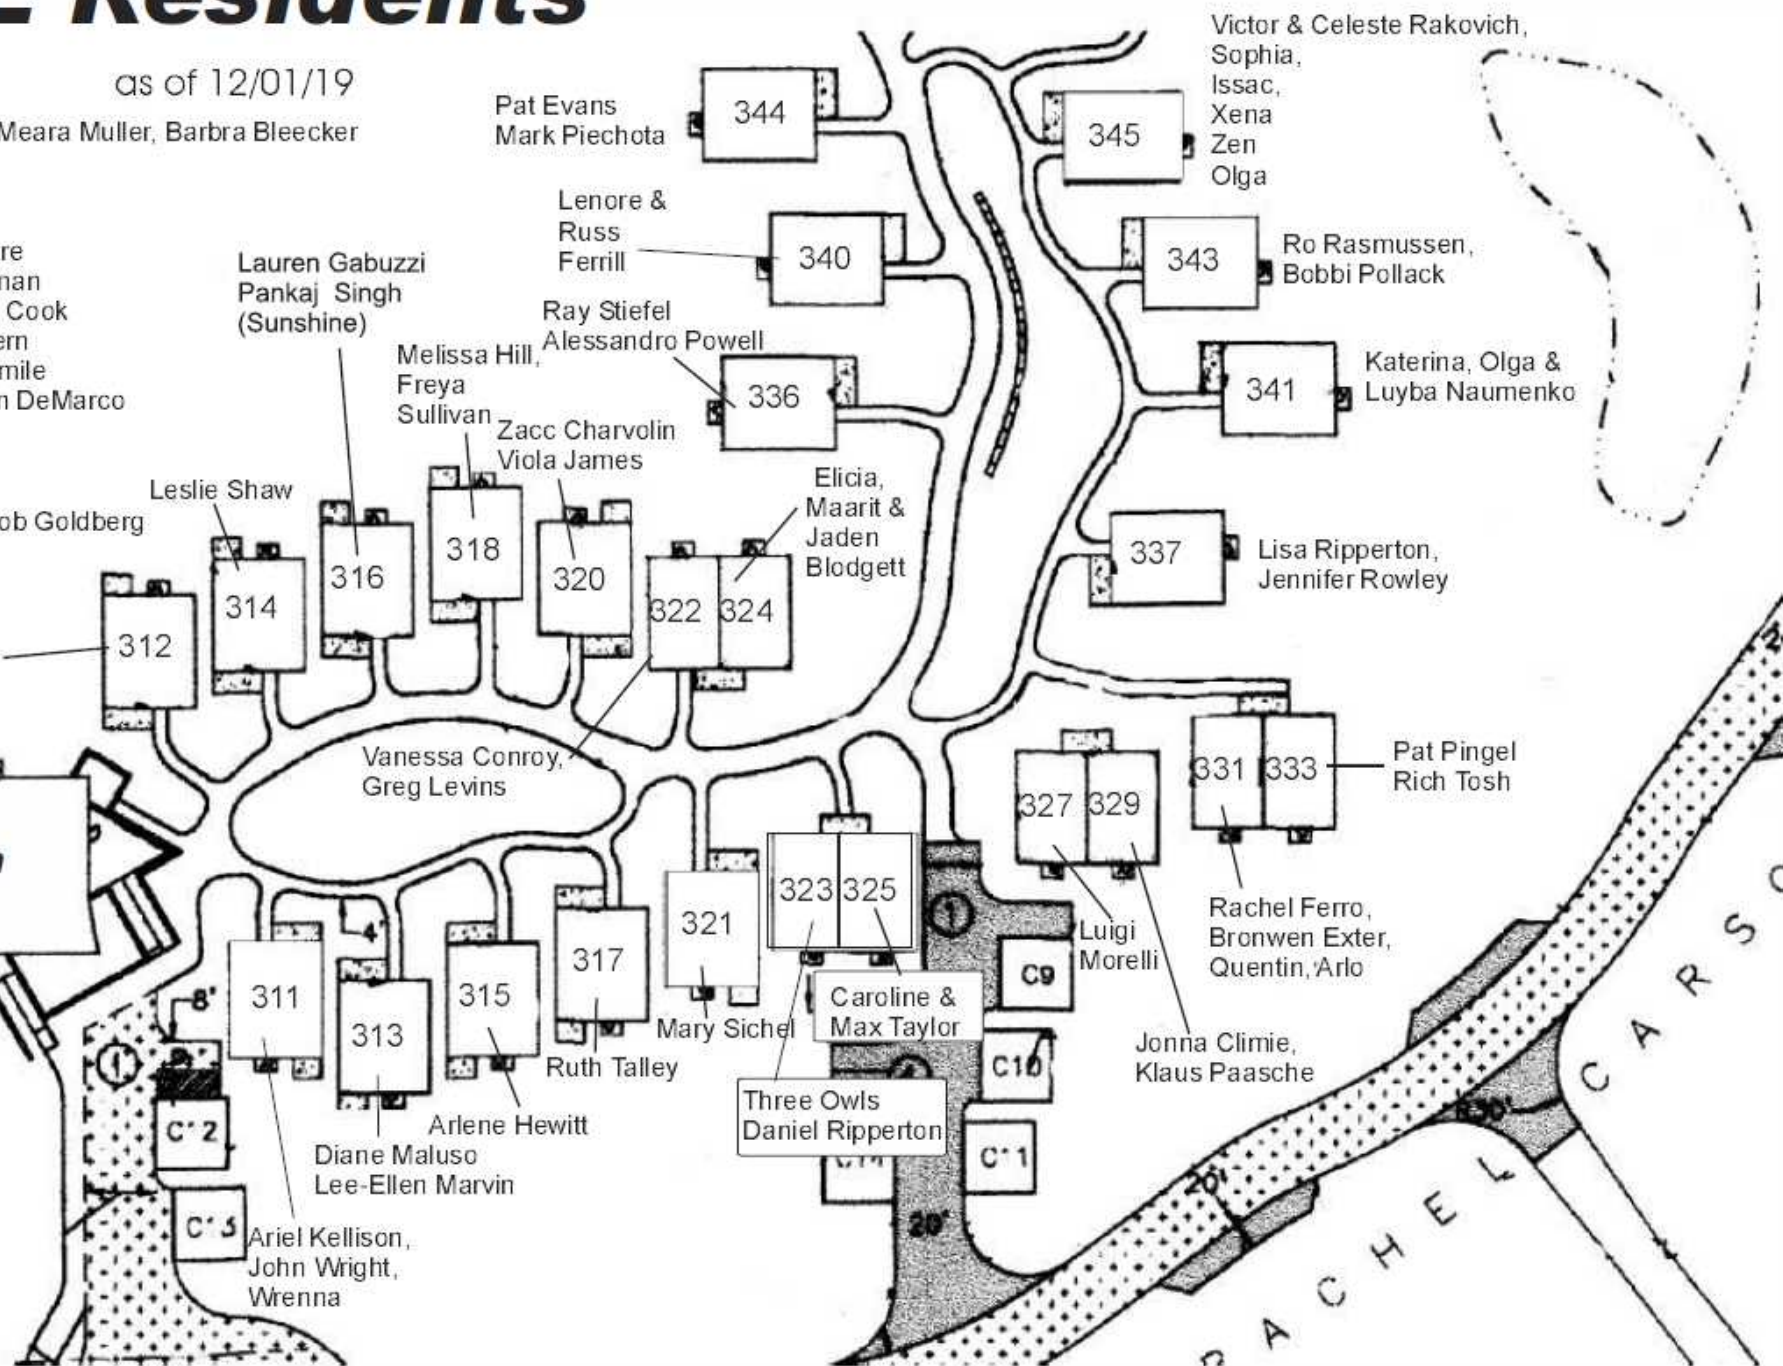 Residents
as of 12/01/19
Meara Muller, Barbra Bleecker
Cook
DeMarco
Goldberg
Victor & Celeste Rakovich,
Sophia,
Issac,
Xena
Zen
Olga
345
Pat Evans
Mark Piechota
344
Lenore &
Russ
Ferrill
340
Ro Rasmussen,
Bobbi Pollack
343
Lauren Gabuzzi
Pankaj Singh
(Sunshine)
316
Ray Stiefel
Alessandro Powell
336
Katerina, Olga &
Luyba Naumenko
341
Melissa Hill,
Freya
Sullivan
318
Zacc Charvolin
Viola James
320
Elicia,
Maarit &
Jaden
Blodgett
324
322
Leslie Shaw
314
312
337
Lisa Ripperton,
Jennifer Rowley
Vanessa Conroy,
Greg Levins
331
333
Pat Pingel
Rich Tosh
327
329
Rachel Ferro,
Bronwen Exter,
Quentin, Arlo
Luigi
Morelli
Jonna Climie,
Klaus Paasche
323
325
Caroline &
Max Taylor
Three Owls
Daniel Ripperton
321
Mary Sichel
317
Ruth Talley
315
Arlene Hewitt
313
Diane Maluso
Lee-Ellen Marvin
311
Ariel Kellison,
John Wright,
Wrenna
4'
8'
1
1
C9
C10
C11
20'
20'
RACHEL
CARSO